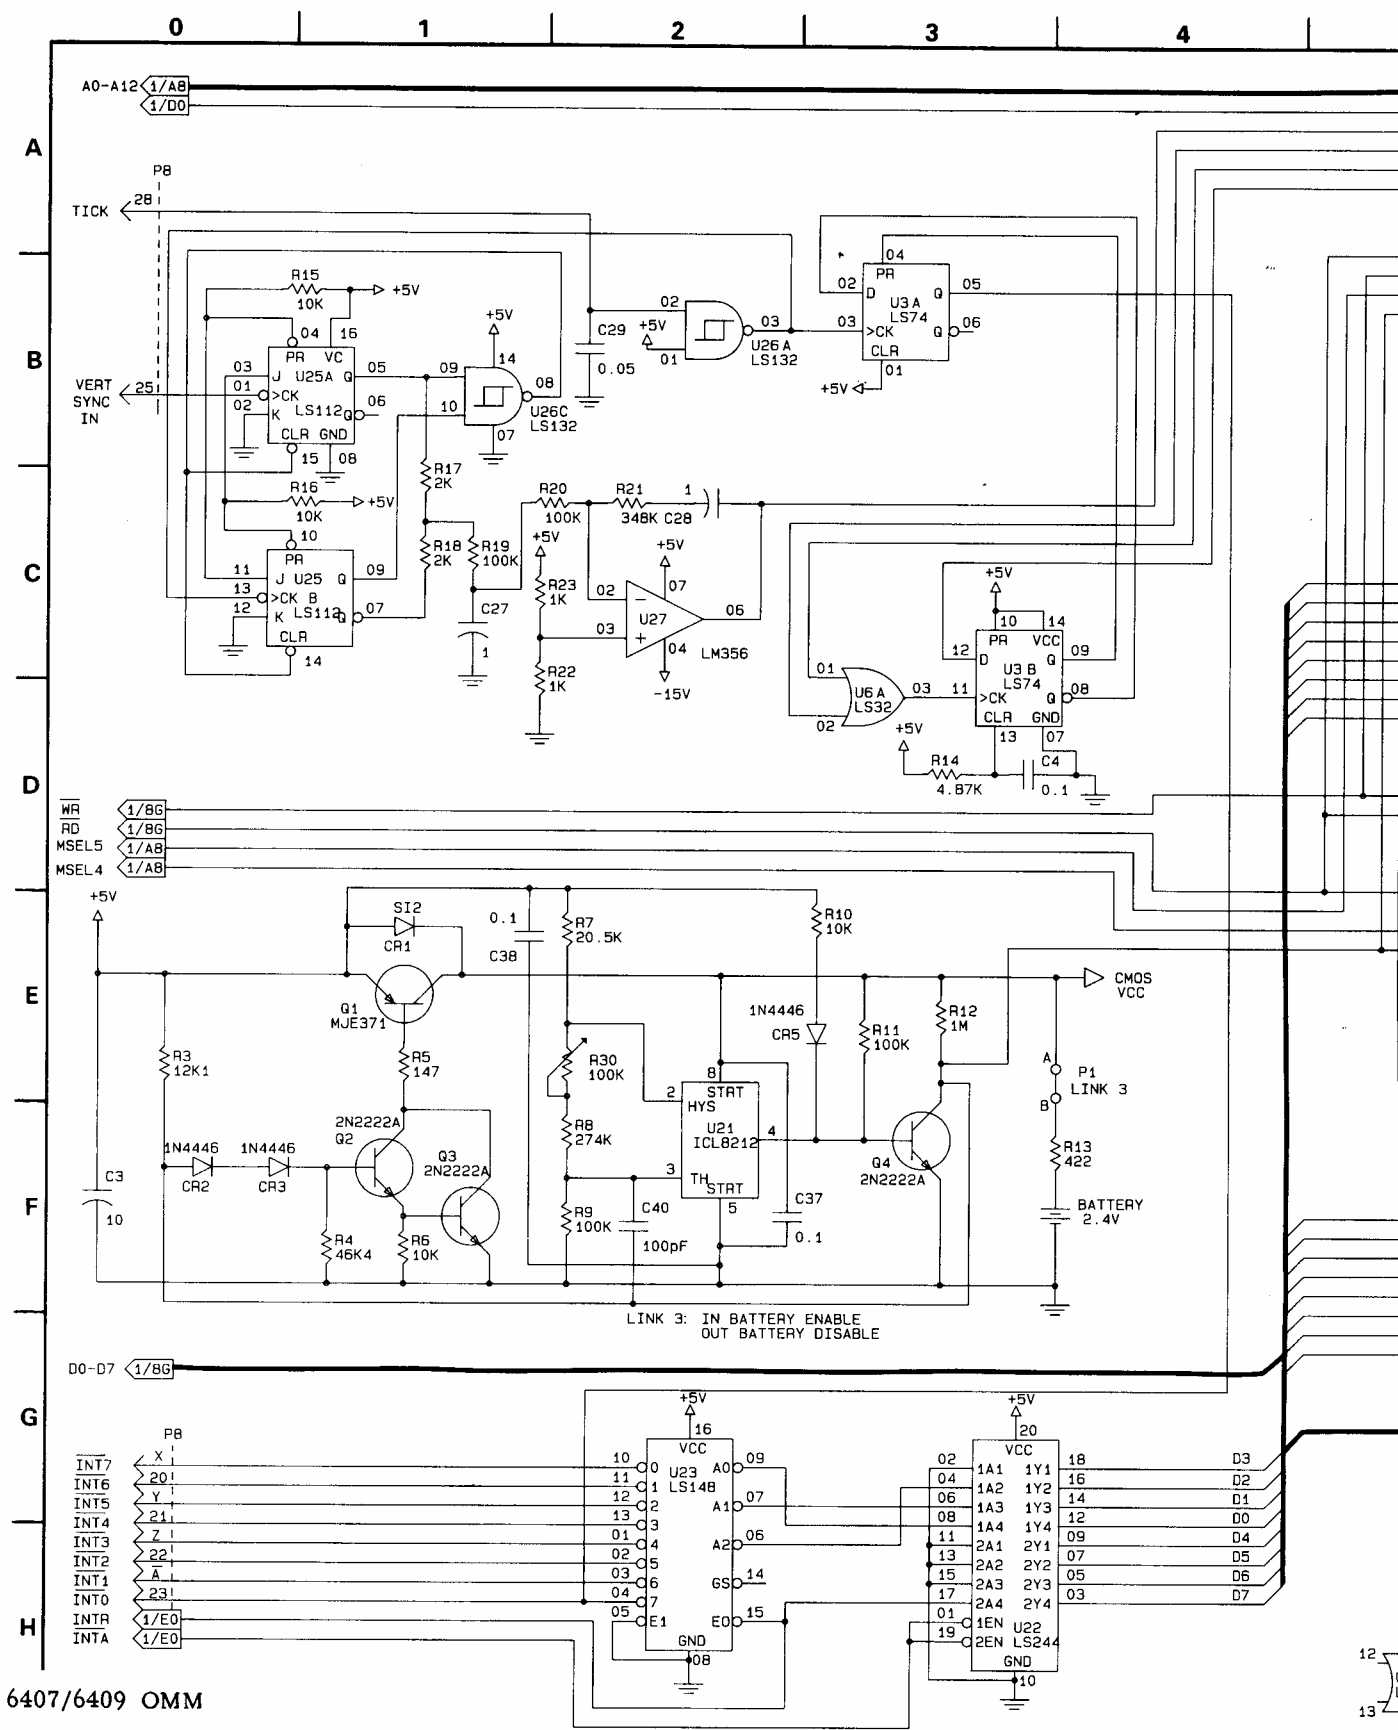 0 1 2 3 4
A0-A12 1/A8
1/D0
A
P8
TICK 28
04
R15
10K
+5V
02 D PR Q 05
U3A
LS74
03 >CK Q 06
CLR
01
+5V
+5V
02
+5V
01
03
U26A
LS132
C29
0.05
B
04 16
PR VC
03 J U25A Q 05
VERT
SYNC
IN
25
01 >CK
02 K LS112 Q 06
CLR GND
15 08
14
09
10
08
U26C
LS132
07
R17
2K
R16
10K
+5V
R20
100K
R21
348K
1
C28
+5V
+5V
10
PR
C
R18
2K
R19
100K
11 J U25 Q 09
13 >CK B
12 K LS112 Q 07
CLR
14
C27
1
R23
1K
02 -
07
U27
06
03 +
04
LM356
-15V
R22
1K
+5V
10 14
PR VCC
12 D Q 09
U3B
LS74
01
U6A
LS32
02
03
11 >CK Q 08
CLR GND
13 07
+5V
R14
4.87K
C4
0.1
D
WR 1/8G
RD 1/8G
MSEL5 1/A8
MSEL4 1/A8
+5V
SI2
CR1
0.1
C38
R7
20.5K
R10
10K
E
Q1
MJE371
CMOS
VCC
1N4446
CR5
R11
100K
R12
1M
R3
12K1
R5
147
R30
100K
A
P1
LINK 3
B
8
STRT
2 HYS
U21
ICL8212
4
3 TH
STRT
5
2N2222A
Q2
1N4446
CR2
1N4446
CR3
Q3
2N2222A
R8
274K
Q4
2N2222A
R13
422
C3
10
F
R4
46K4
R6
10K
R9
100K
C40
100pF
C37
0.1
BATTERY
2.4V
LINK 3: IN BATTERY ENABLE
OUT BATTERY DISABLE
D0-D7 1/8G
G
+5V
+5V
P8
16
VCC
20
VCC
INT7 X 10 0 A0 09 02 1A1 1Y1 18 D3
U23
LS148
INT6 20 11 1 04 1A2 1Y2 16 D2
INT5 Y 12 2 A1 07 06 1A3 1Y3 14 D1
INT4 21 13 3 08 1A4 1Y4 12 D0
INT3 Z 01 4 A2 06 11 2A1 2Y1 09 D4
INT2 22 02 5 13 2A2 2Y2 07 D5
INT1 A 03 6 GS 14 15 2A3 2Y3 05 D6
INT0 23 04 7 17 2A4 2Y4 03 D7
H
INTR 1/E0 05 E1 E0 15 01 1EN U22
INTA 1/E0 19 2EN LS244
GND
08
GND
10
12
13
6407/6409 OMM